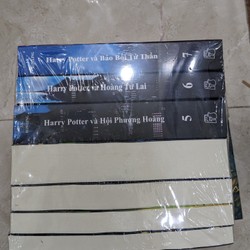 Harry Potter và Bảo Bối Tử Thần 7
Harry Potter và Hoàng Tử Lai 6
Harry Potter và Hội Phượng Hoàng 5